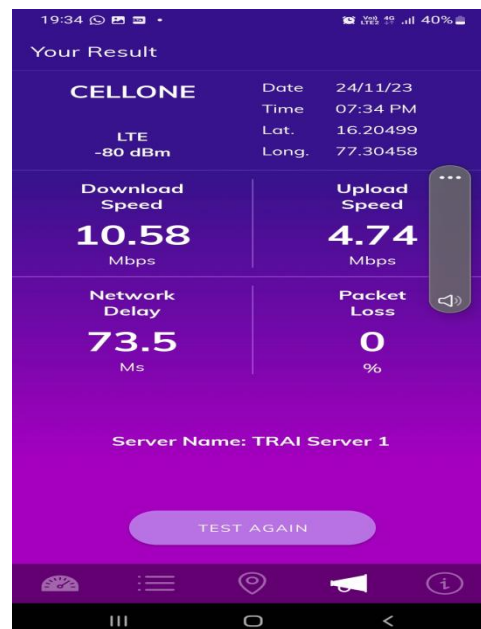 19:34 40%
Your Result
CELLONE
LTE
-80 dBm
Date 24/11/23
Time 07:34 PM
Lat. 16.20499
Long. 77.30458
Download
Speed
10.58
Mbps
Upload
Speed
4.74
Mbps
Network
Delay
73.5
Ms
Packet
Loss
0
%
Server Name: TRAI Server 1
TEST AGAIN